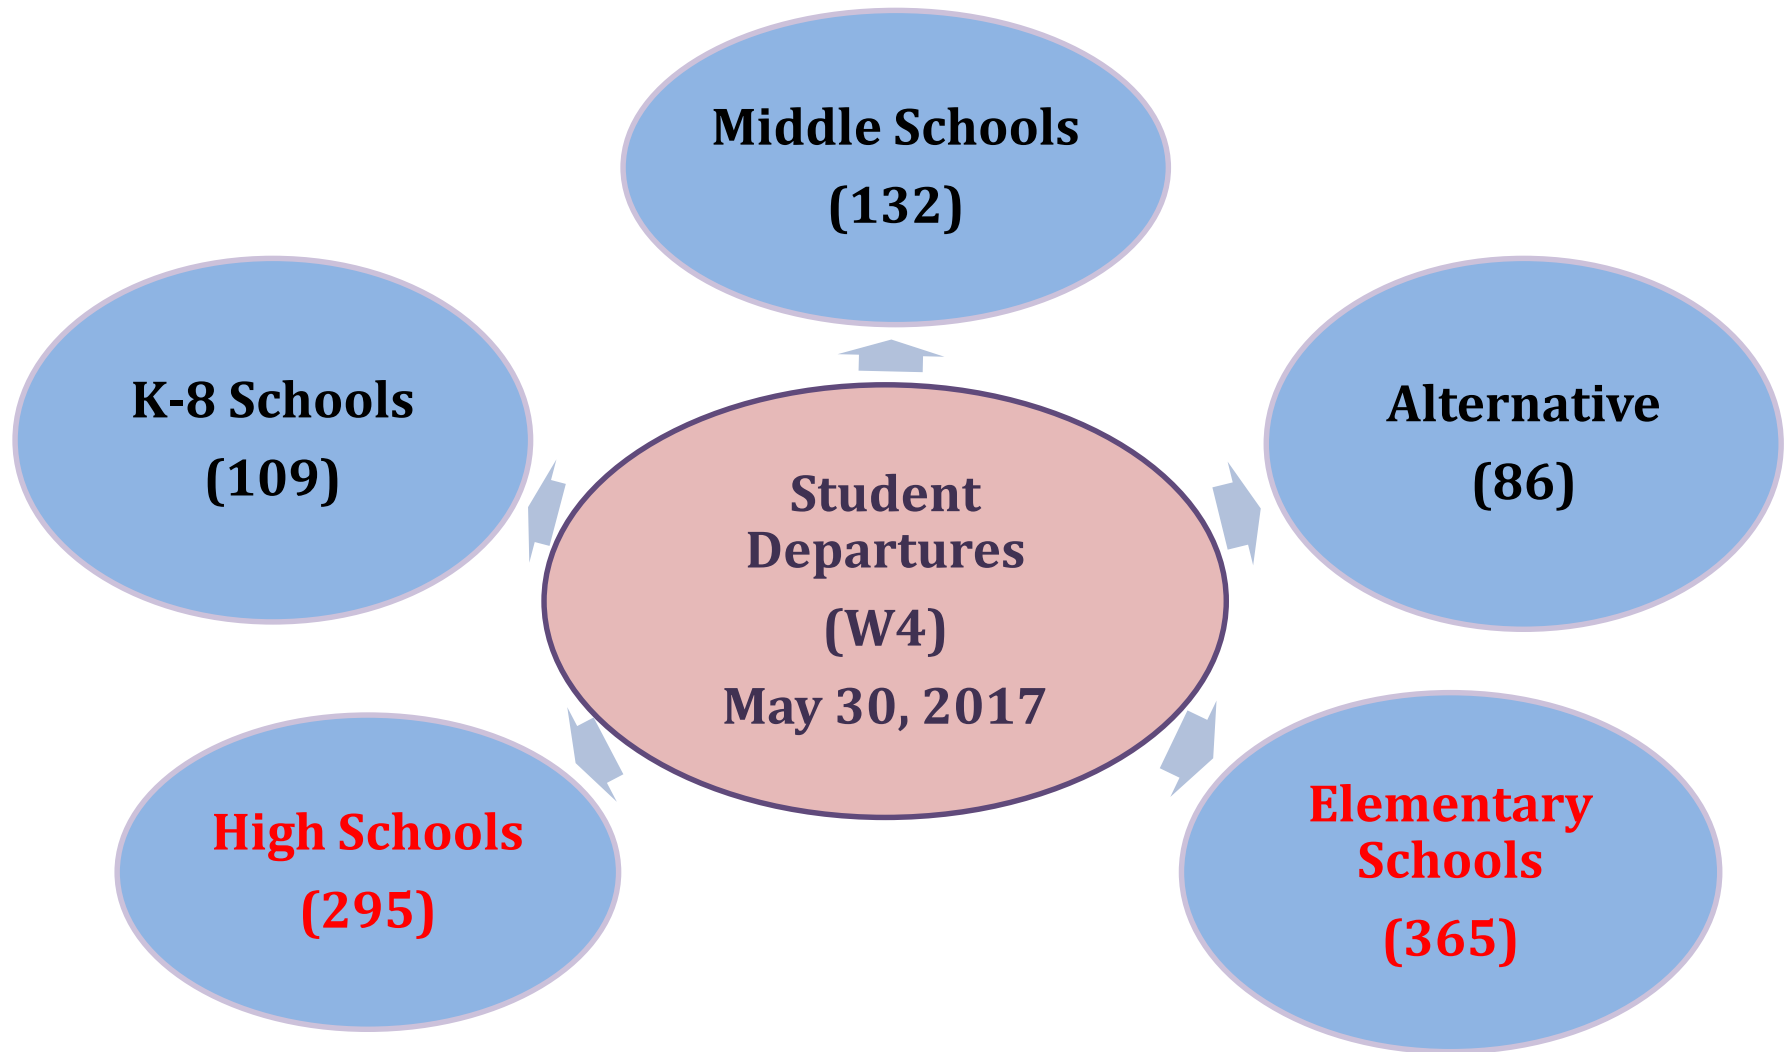 Middle Schools
(132)
K-8 Schools
(109)
Alternative
(86)
Student
Departures
(W4)
May 30, 2017
High Schools
(295)
Elementary
Schools
(365)